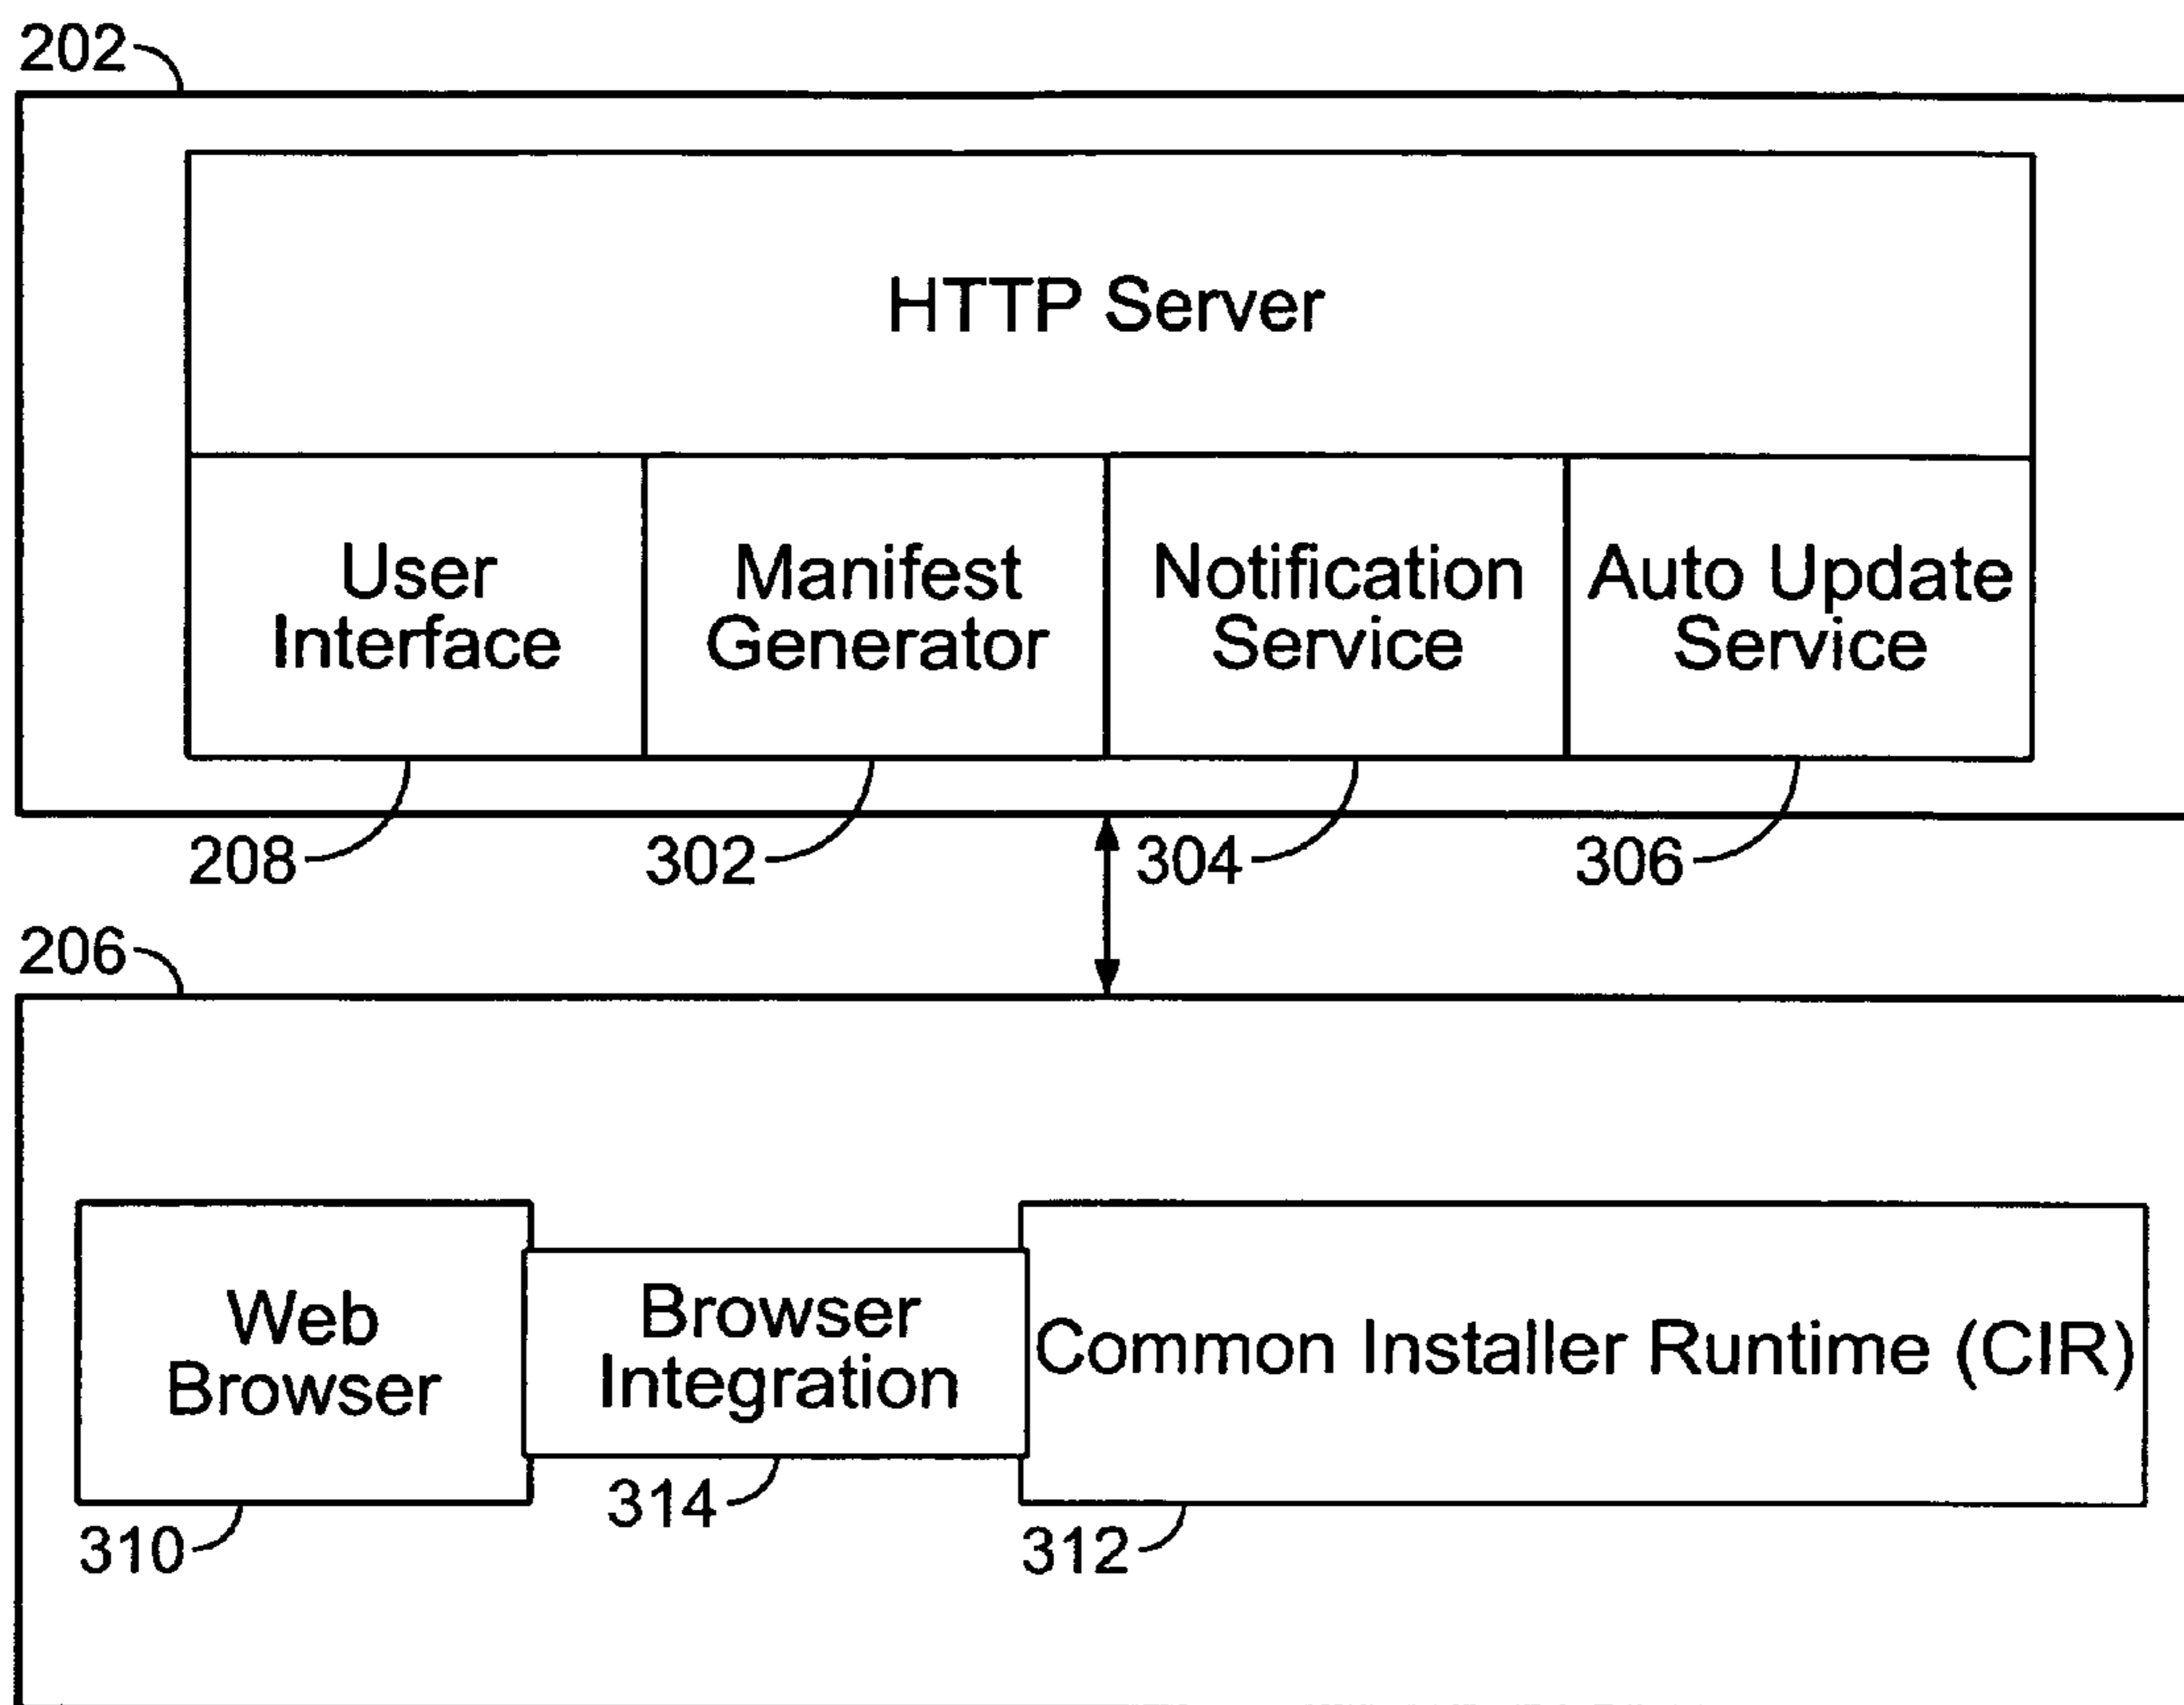 202
HTTP Server
User
Interface
Manifest
Generator
Notification
Service
Auto Update
Service
208
302
304
306
206
Web
Browser
Browser
Integration
Common Installer Runtime (CIR)
314
310
312